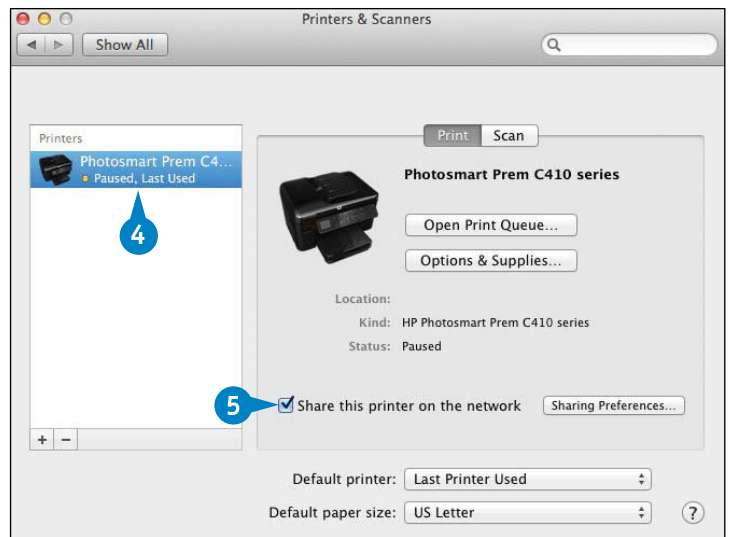 Printers & Scanners
Show All
Printers
Photosmart Prem C4...
Paused, Last Used
4
Print Scan
Photosmart Prem C410 series
Open Print Queue...
Options & Supplies...
Location:
Kind: HP Photosmart Prem C410 series
Status: Paused
5
Share this printer on the network Sharing Preferences...
+ −
Default printer: Last Printer Used
Default paper size: US Letter ?